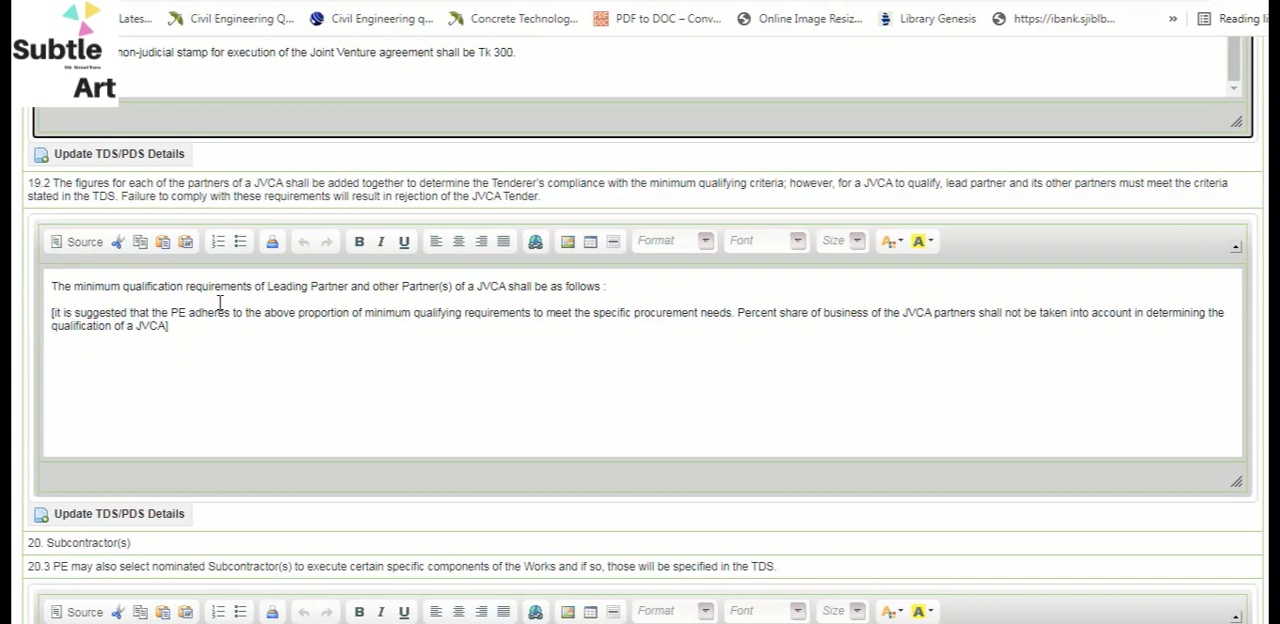 Lates...
Civil Engineering Q...
Civil Engineering q...
Concrete Technolog...
PDF to DOC – Conv...
Online Image Resiz...
Library Genesis
https://ibank.sjiblb...
»
Reading li
Subtle
Art
non-judicial stamp for execution of the Joint Venture agreement shall be Tk 300.
Update TDS/PDS Details
19.2 The figures for each of the partners of a JVCA shall be added together to determine the Tenderer's compliance with the minimum qualifying criteria; however, for a JVCA to qualify, lead partner and its other partners must meet the criteria
stated in the TDS. Failure to comply with these requirements will result in rejection of the JVCA Tender.
Source B I U Format Font Size A A
The minimum qualification requirements of Leading Partner and other Partner(s) of a JVCA shall be as follows :
[it is suggested that the PE adheres to the above proportion of minimum qualifying requirements to meet the specific procurement needs. Percent share of business of the JVCA partners shall not be taken into account in determining the
qualification of a JVCA]
Update TDS/PDS Details
20. Subcontractor(s)
20.3 PE may also select nominated Subcontractor(s) to execute certain specific components of the Works and if so, those will be specified in the TDS.
Source B I U Format Font Size A A